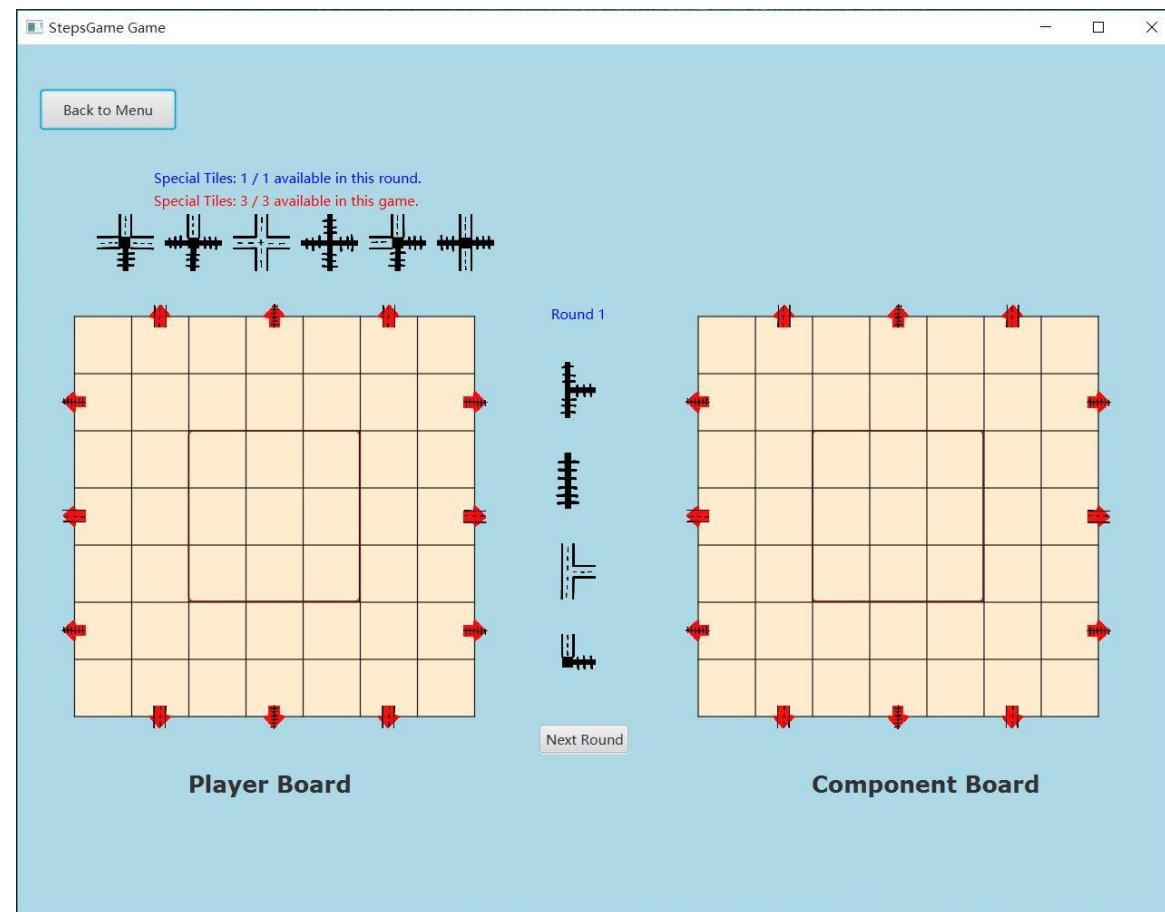 StepsGame Game
Back to Menu
Special Tiles: 1 / 1 available in this round.
Special Tiles: 3 / 3 available in this game.
Round 1
Next Round
Player Board
Component Board